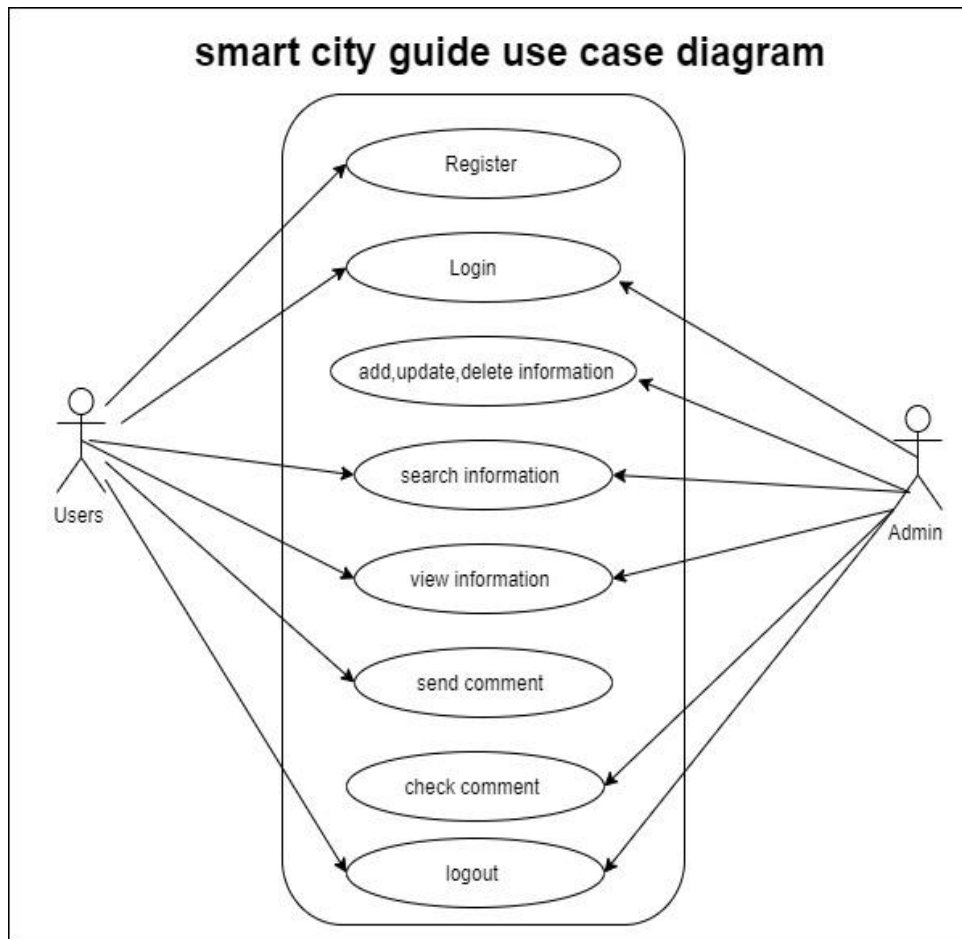 smart city guide use case diagram
Register
Login
add,update,delete information
search information
Users
Admin
view information
send comment
check comment
logout